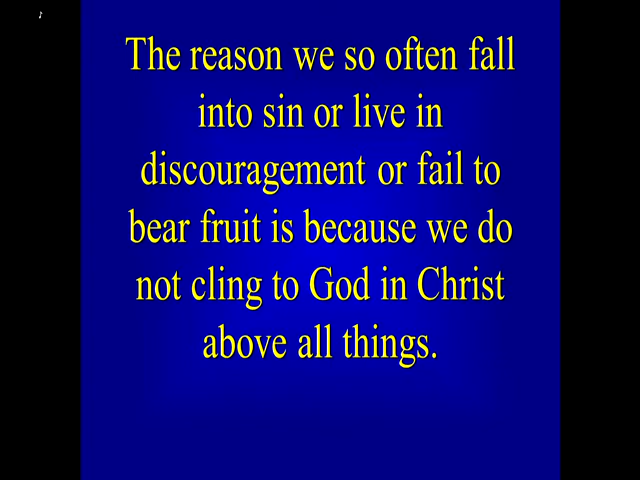 The reason we so often fall
into sin or live in
discouragement or fail to
bear fruit is because we do
not cling to God in Christ
above all things.